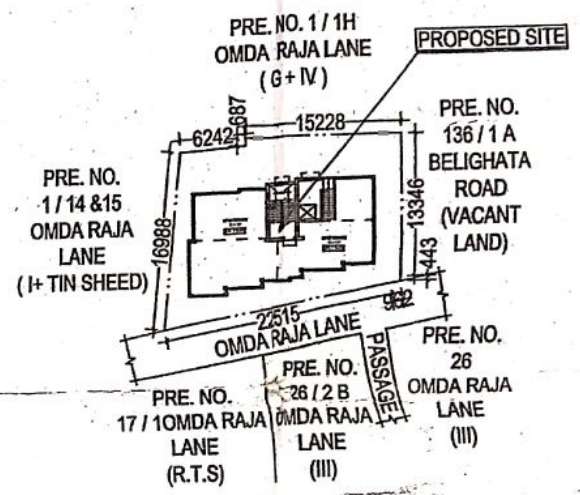 PRE. NO. 1 / 1H
OMDA RAJA LANE
( G + IV )
PROPOSED SITE
687
6242
15228
PRE. NO.
136 / 1 A
BELIGHATA
ROAD
(VACANT
LAND)
PRE. NO.
1 / 14 &15
OMDA RAJA
LANE
( I+ TIN SHEED)
16988
13346
443
22515
962
OMDA RAJA LANE
PASSAGE
PRE. NO.
17 / 1OMDA RAJA
LANE
(R.T.S)
PRE. NO.
26 / 2 B
OMDA RAJA
LANE
(III)
PRE. NO.
26
OMDA RAJA
LANE
(III)